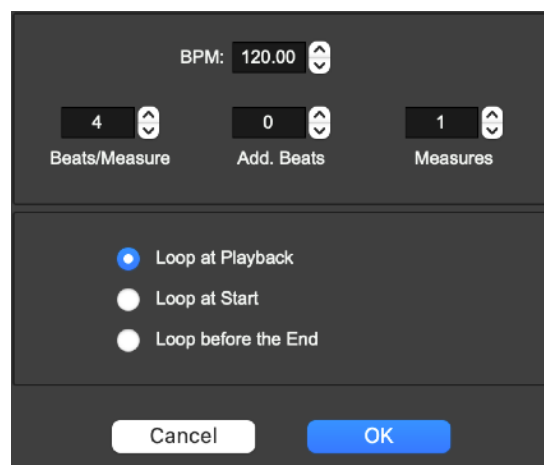 BPM: 120.00
4 0 1
Beats/Measure Add. Beats Measures
Loop at Playback
Loop at Start
Loop before the End
Cancel OK